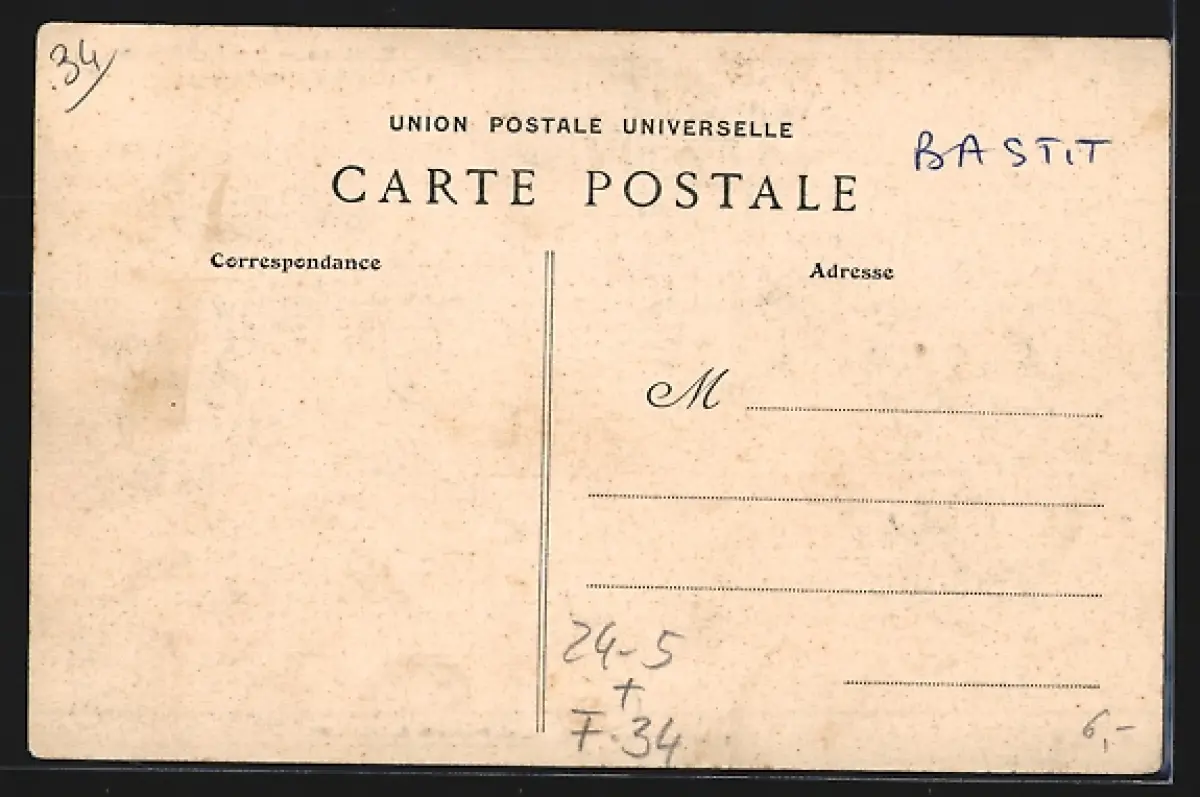 34
UNION POSTALE UNIVERSELLE
BASTIT
CARTE POSTALE
Correspondance
Adresse
M
24-5
+
F.34
6,-